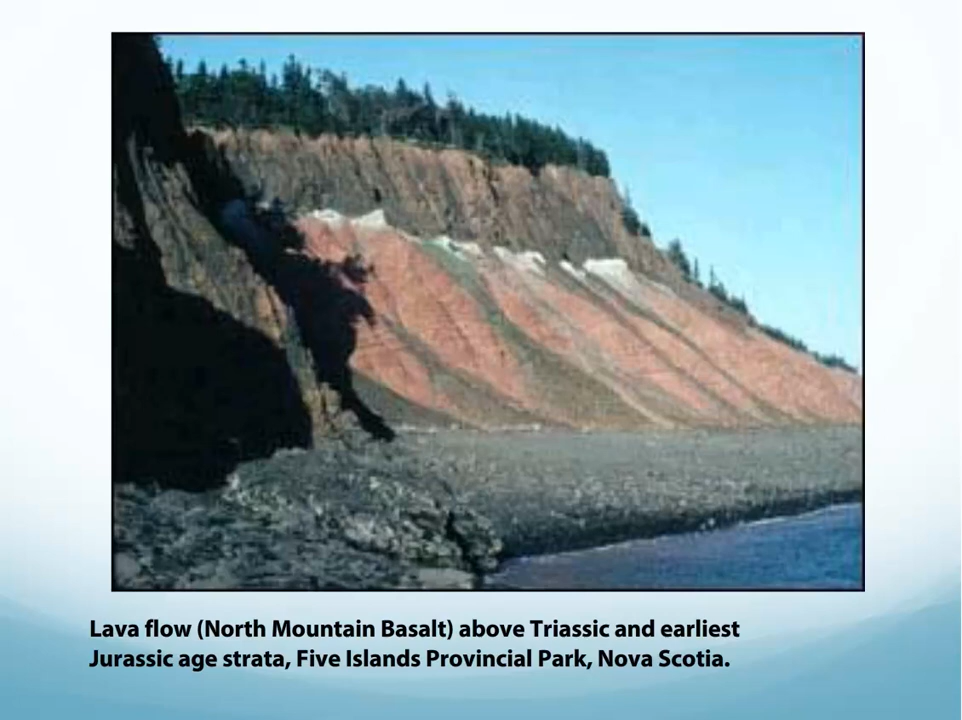 Lava flow (North Mountain Basalt) above Triassic and earliest
Jurassic age strata, Five Islands Provincial Park, Nova Scotia.